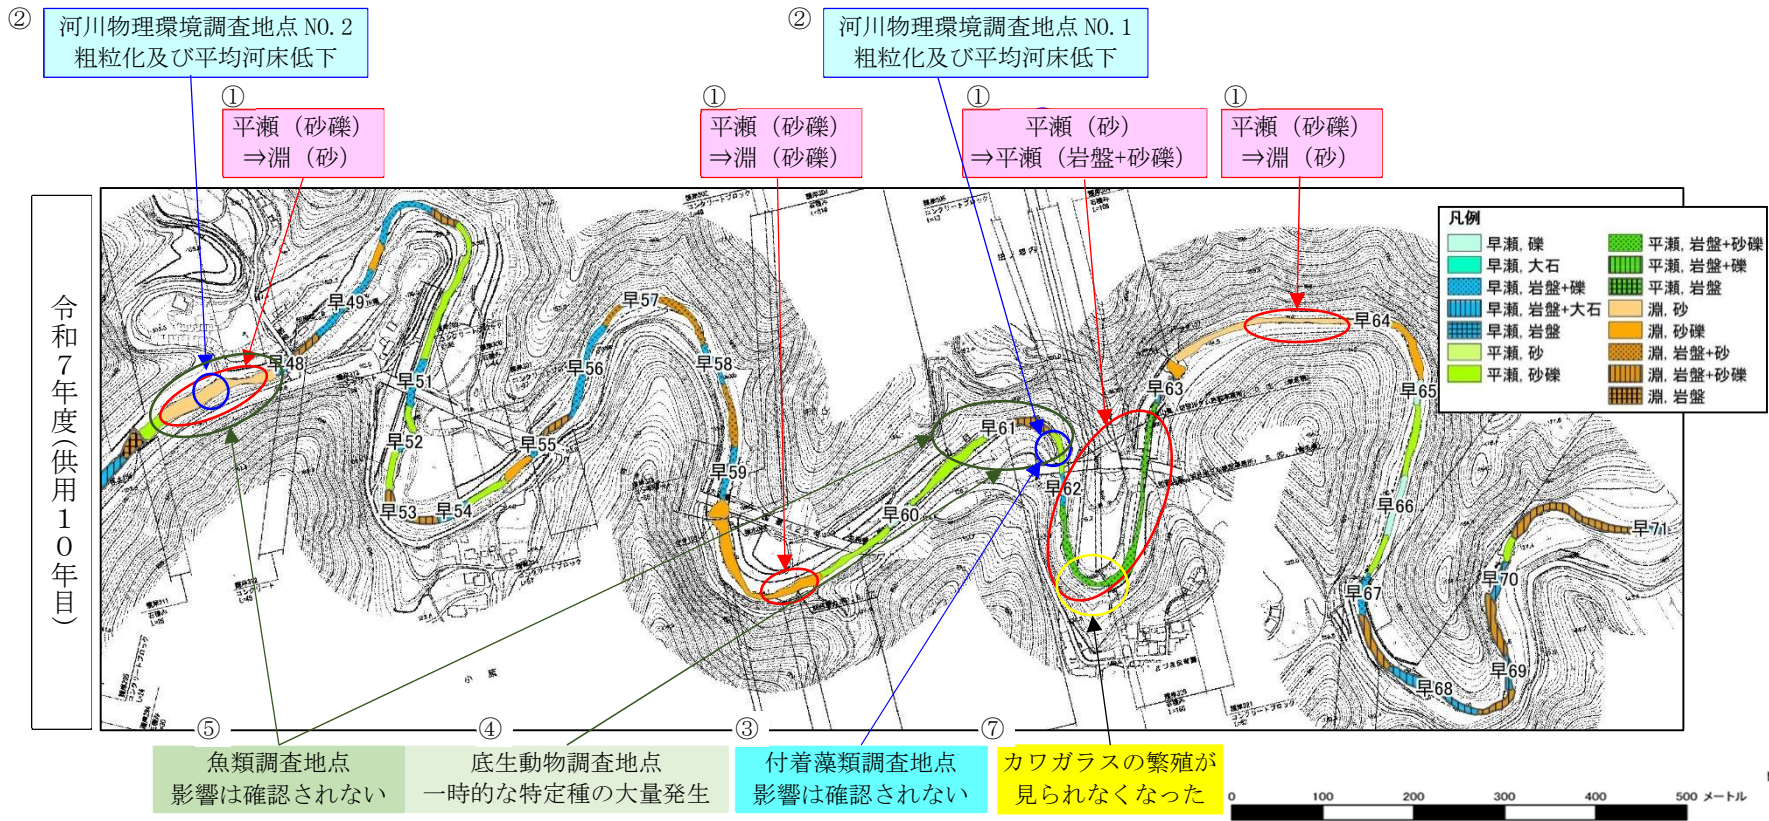 ②
河川物理環境調査地点 NO.2
粗粒化及び平均河床低下
②
河川物理環境調査地点 NO.1
粗粒化及び平均河床低下
①
平瀬（砂礫）
⇒淵（砂）
①
平瀬（砂礫）
⇒淵（砂礫）
①
平瀬（砂）
⇒平瀬（岩盤+砂礫）
①
平瀬（砂礫）
⇒淵（砂）
令和7年度(供用10年目)
凡例
早瀬, 礫
早瀬, 大石
早瀬, 岩盤+礫
早瀬, 岩盤+大石
早瀬, 岩盤
平瀬, 砂
平瀬, 砂礫
平瀬, 岩盤+砂礫
平瀬, 岩盤+礫
平瀬, 岩盤
淵, 砂
淵, 砂礫
淵, 岩盤+砂
淵, 岩盤+砂礫
淵, 岩盤
早48
早49
早51
早52
早53
早54
早55
早56
早57
早58
早59
早60
早61
早62
早63
早64
早65
早66
早67
早68
早69
早70
早71
⑤
魚類調査地点
影響は確認されない
④
底生動物調査地点
一時的な特定種の大量発生
③
付着藻類調査地点
影響は確認されない
⑦
カワガラスの繁殖が
見られなくなった
0 100 200 300 400 500 メートル